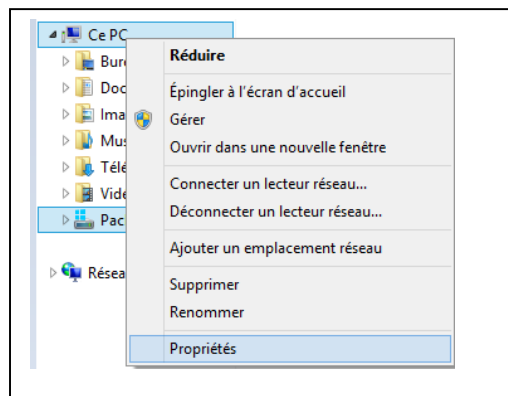 Ce PC
Réduire
Bur
Épingler à l'écran d'accueil
Doc
Gérer
Ima
Ouvrir dans une nouvelle fenêtre
Mus
Connecter un lecteur réseau...
Télé
Déconnecter un lecteur réseau...
Vidé
Pac
Ajouter un emplacement réseau
Résea
Supprimer
Renommer
Propriétés